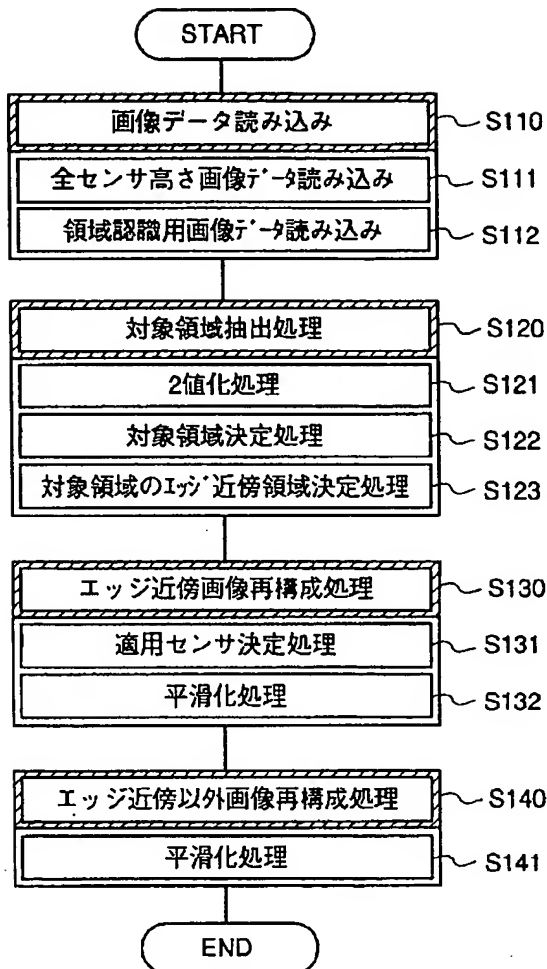 START
画像データ読み込み S110
全センサ高さ画像ﾃﾞｰﾀ読み込み S111
領域認識用画像ﾃﾞｰﾀ読み込み S112
対象領域抽出処理 S120
2値化処理 S121
対象領域決定処理 S122
対象領域のｴｯｼﾞ近傍領域決定処理 S123
エッジ近傍画像再構成処理 S130
適用センサ決定処理 S131
平滑化処理 S132
エッジ近傍以外画像再構成処理 S140
平滑化処理 S141
END